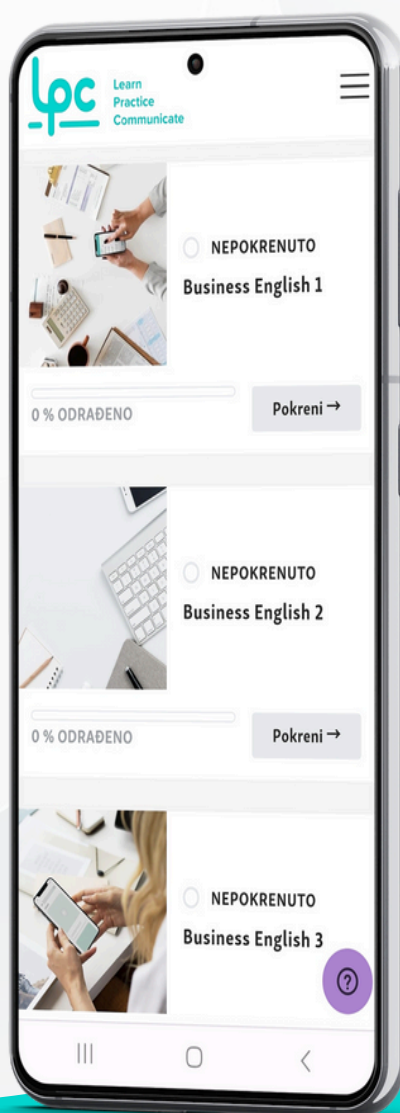 lpc
Learn
Practice
Communicate
NEPOKRENUTO
Business English 1
0 % ODRAĐENO
Pokreni →
NEPOKRENUTO
Business English 2
0 % ODRAĐENO
Pokreni →
NEPOKRENUTO
Business English 3
?